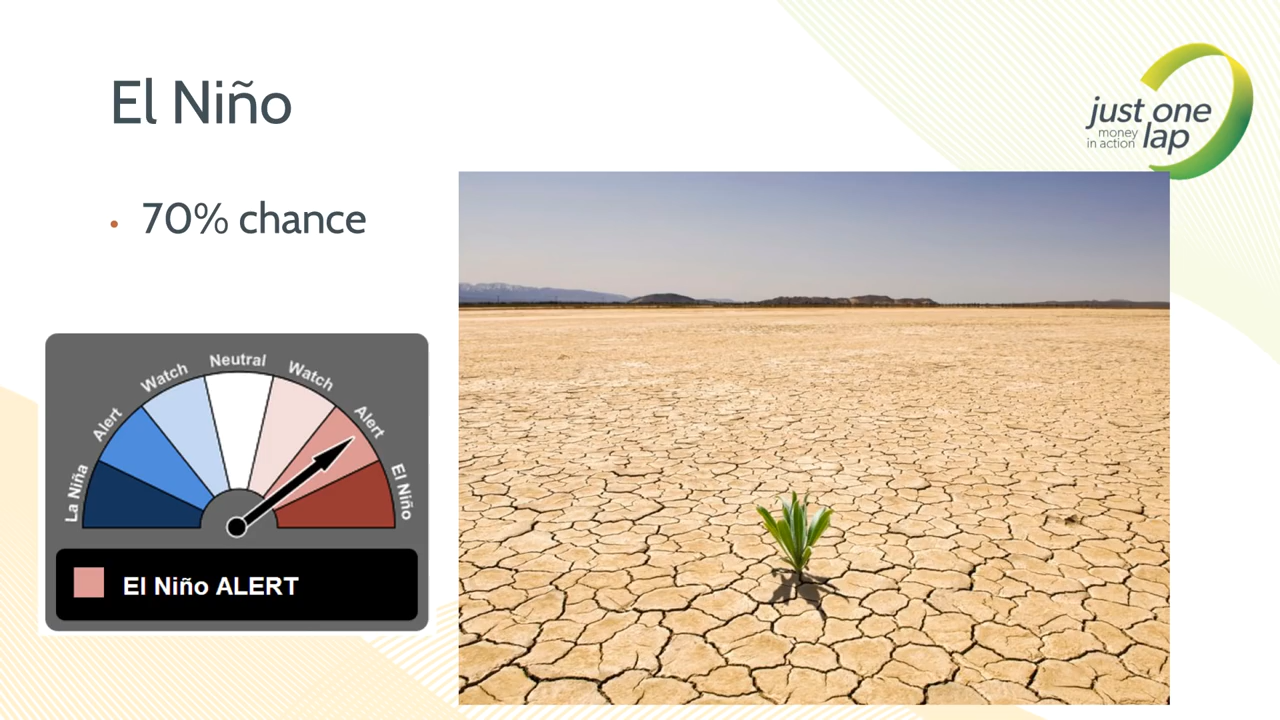 El Niño
just one
money
in action lap
• 70% chance
Neutral
Watch
Watch
Alert
Alert
La Niña
El Niño
El Niño ALERT